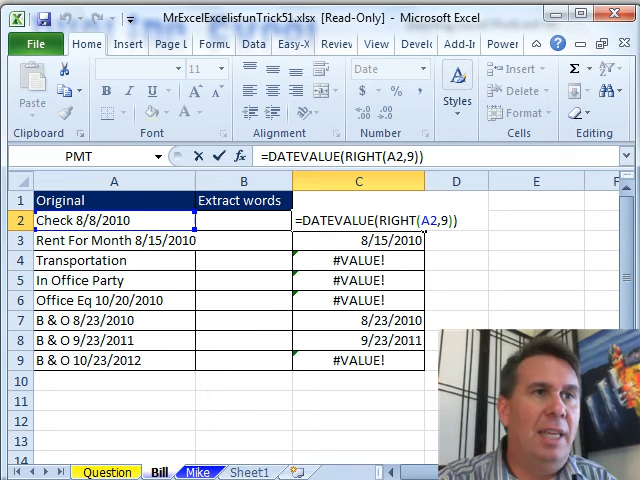 MrExcelExcelisfunTrick51.xlsx [Read-Only] - Microsoft Excel
File Home Insert Page Form Data Easy-X Revie View Develo Add-Ir Power
Date
11
Paste
Styles
Insert
Delete
Format
Clipboard Font Alignment Number Cells Editing
PMT =DATEVALUE(RIGHT(A2,9))
A B C D E F
1 Original Extract words
2 Check 8/8/2010 =DATEVALUE(RIGHT(A2,9))
3 Rent For Month 8/15/2010 8/15/2010
4 Transportation #VALUE!
5 In Office Party #VALUE!
6 Office Eq 10/20/2010 #VALUE!
7 B & O 8/23/2010 8/23/2010
8 B & O 9/23/2011 9/23/2011
9 B & O 10/23/2012 #VALUE!
10
11
12
13
14
Question Bill Mike Sheet1